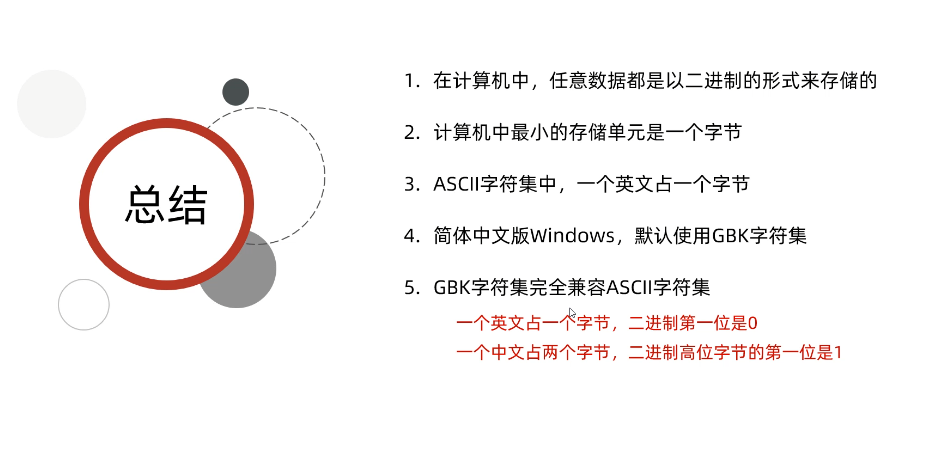 总结
1. 在计算机中，任意数据都是以二进制的形式来存储的
2. 计算机中最小的存储单元是一个字节
3. ASCII字符集中，一个英文占一个字节
4. 简体中文版Windows，默认使用GBK字符集
5. GBK字符集完全兼容ASCII字符集
一个英文占一个字节，二进制第一位是0
一个中文占两个字节，二进制高位字节的第一位是1